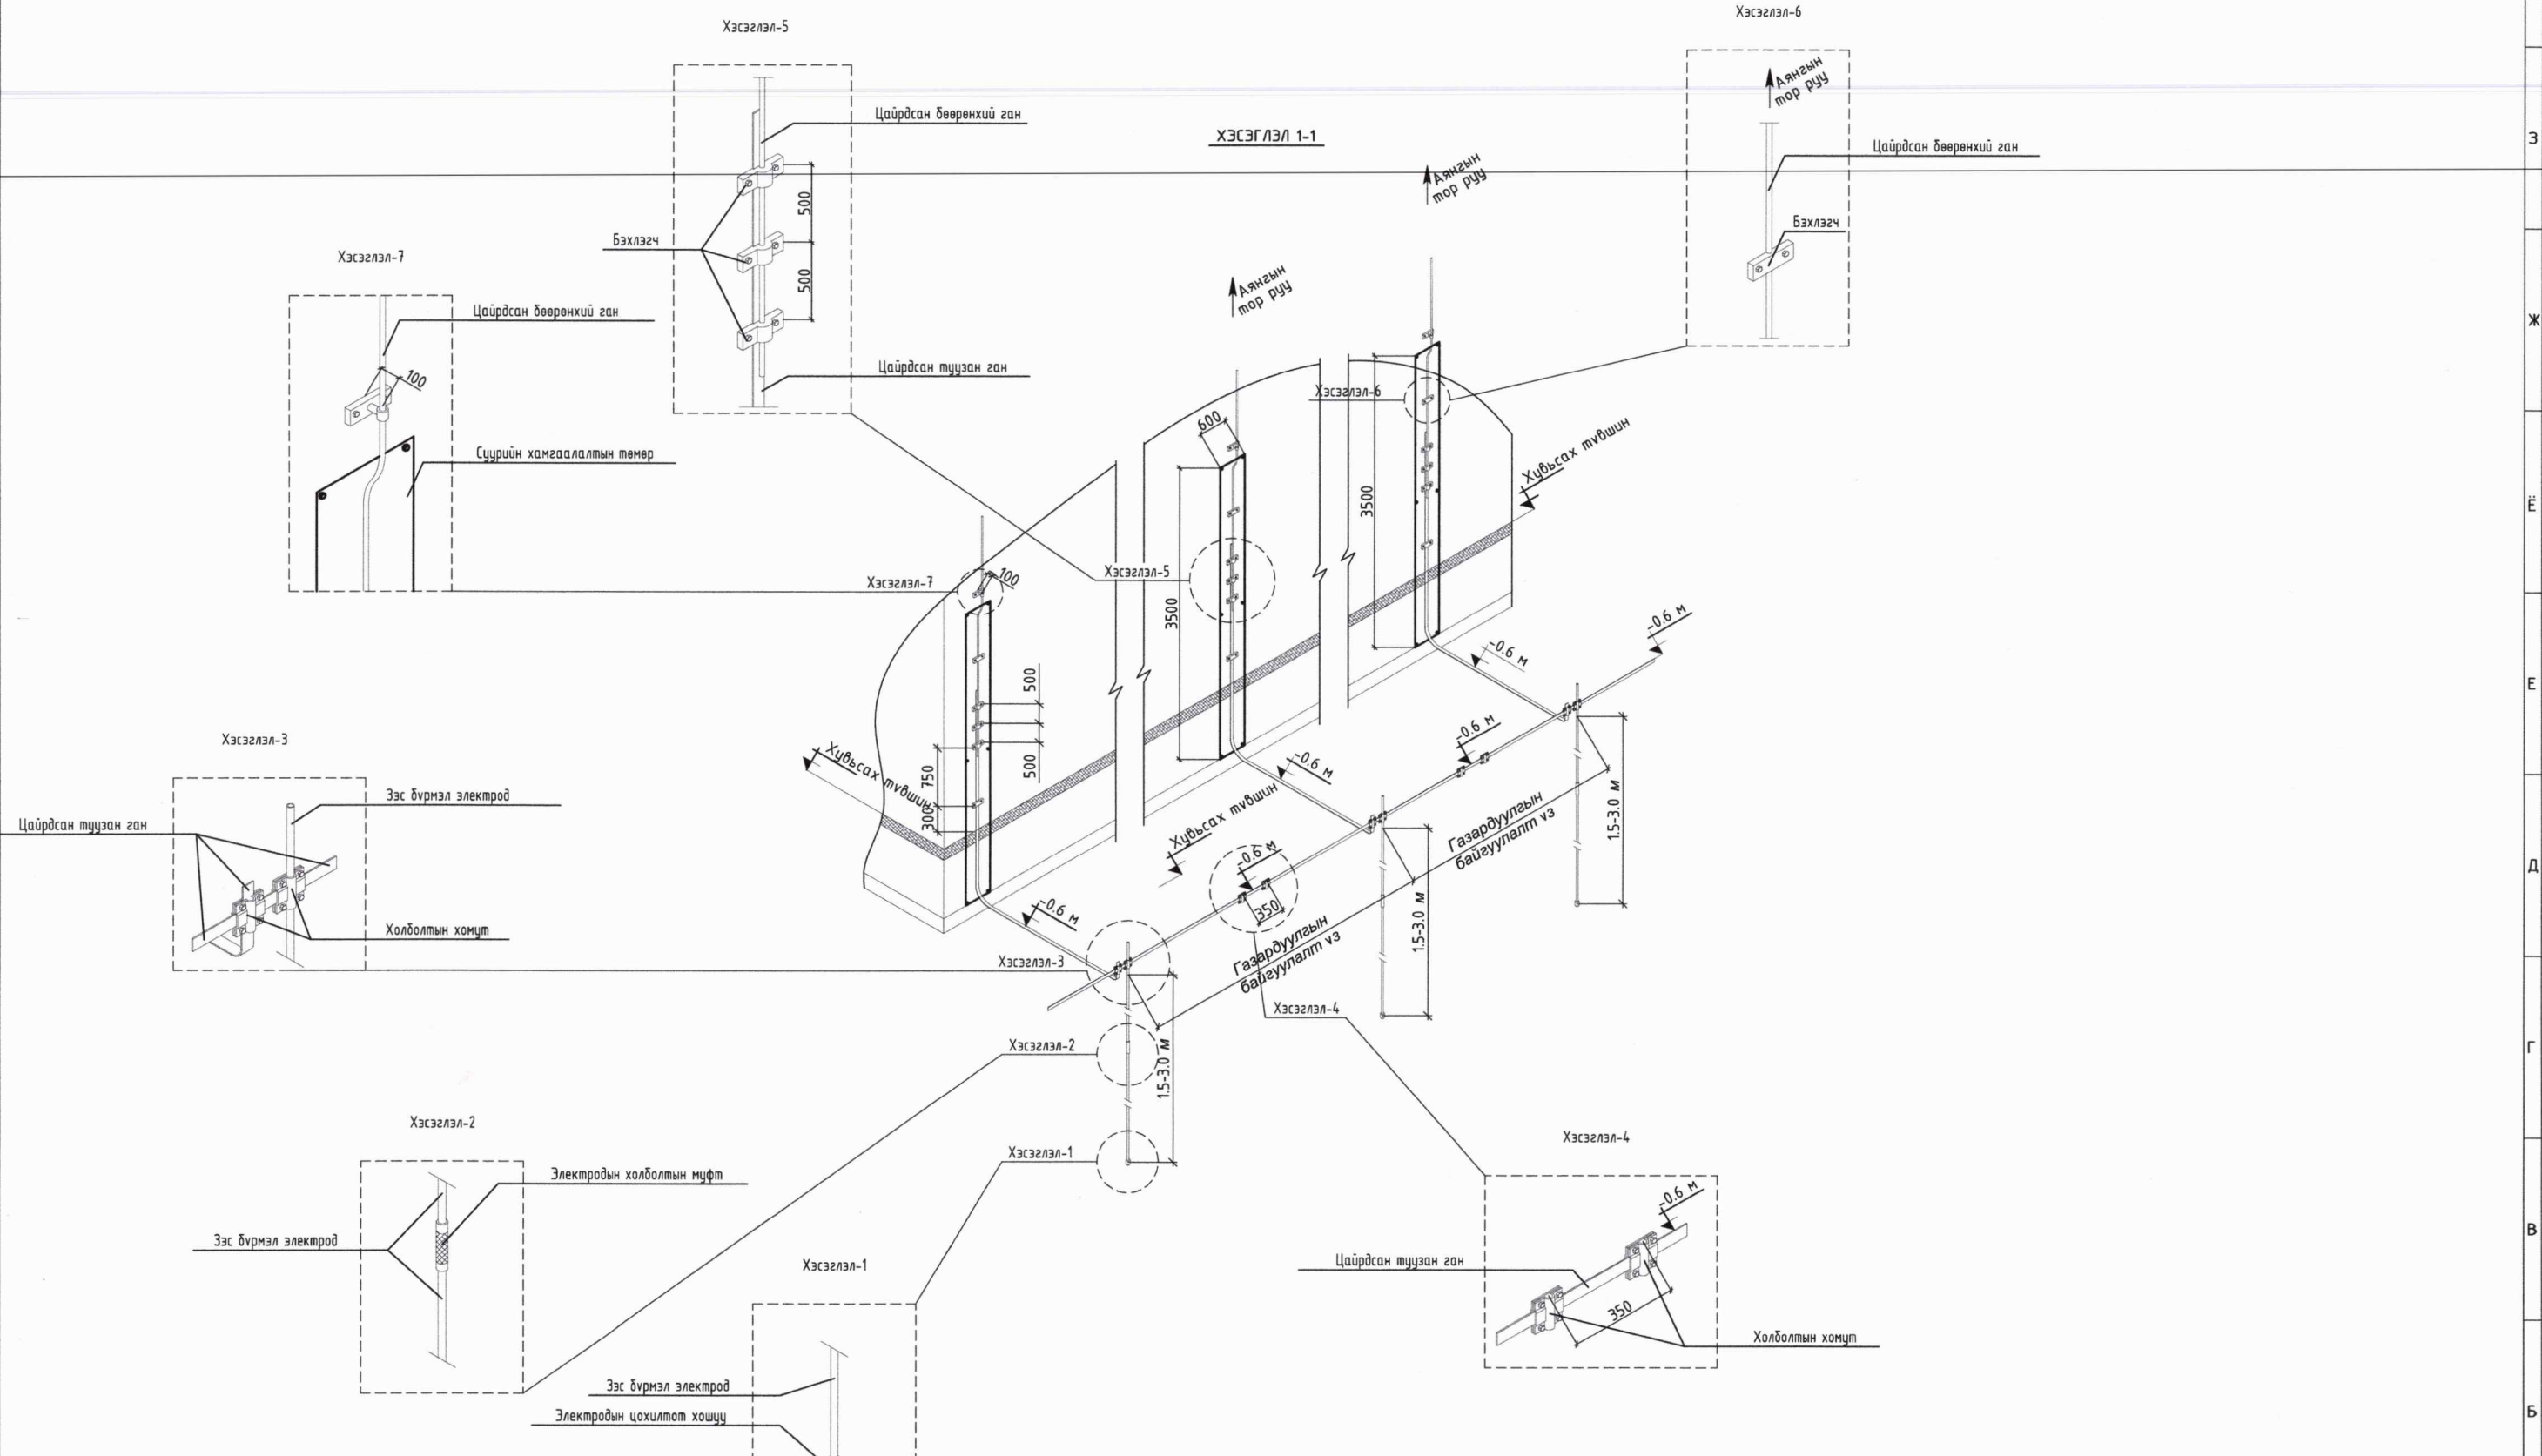 Хэсэглэл-5
Цайрдсан бөөрөнхий ган
500
500
Бэхлэгч
Цайрдсан туузан ган
ХЭСЭГЛЭЛ 1-1
Хэсэглэл-6
Аянгын
тор руу
Цайрдсан бөөрөнхий ган
Бэхлэгч
Хэсэглэл-7
Цайрдсан бөөрөнхий ган
100
Суурийн хамгаалалтын төмөр
Аянгын
тор руу
Аянгын
тор руу
Хэсэглэл-6
600
3500
3500
Хувьсах түвшин
Хэсэглэл-5
Хэсэглэл-7
100
500
500
750
300
Хувьсах түвшин
Хувьсах түвшин
-0.6 м
-0.6 м
-0.6 м
-0.6 м
-0.6 м
-0.6 м
350
1.5-3.0 м
1.5-3.0 м
1.5-3.0 м
Газардуулгын
байгуулалт үз
Газардуулгын
байгуулалт үз
Хэсэглэл-3
Хэсэглэл-4
Хэсэглэл-2
Хэсэглэл-1
Хэсэглэл-3
Зэс бүрмэл электрод
Цайрдсан туузан ган
Холболтын хомут
Хэсэглэл-2
Электродын холболтын муфт
Зэс бүрмэл электрод
Хэсэглэл-1
Зэс бүрмэл электрод
Электродын цохилтот хошуу
Хэсэглэл-4
-0.6 м
Цайрдсан туузан ган
350
Холболтын хомут
З
Ж
Ё
Е
Д
Г
В
Б